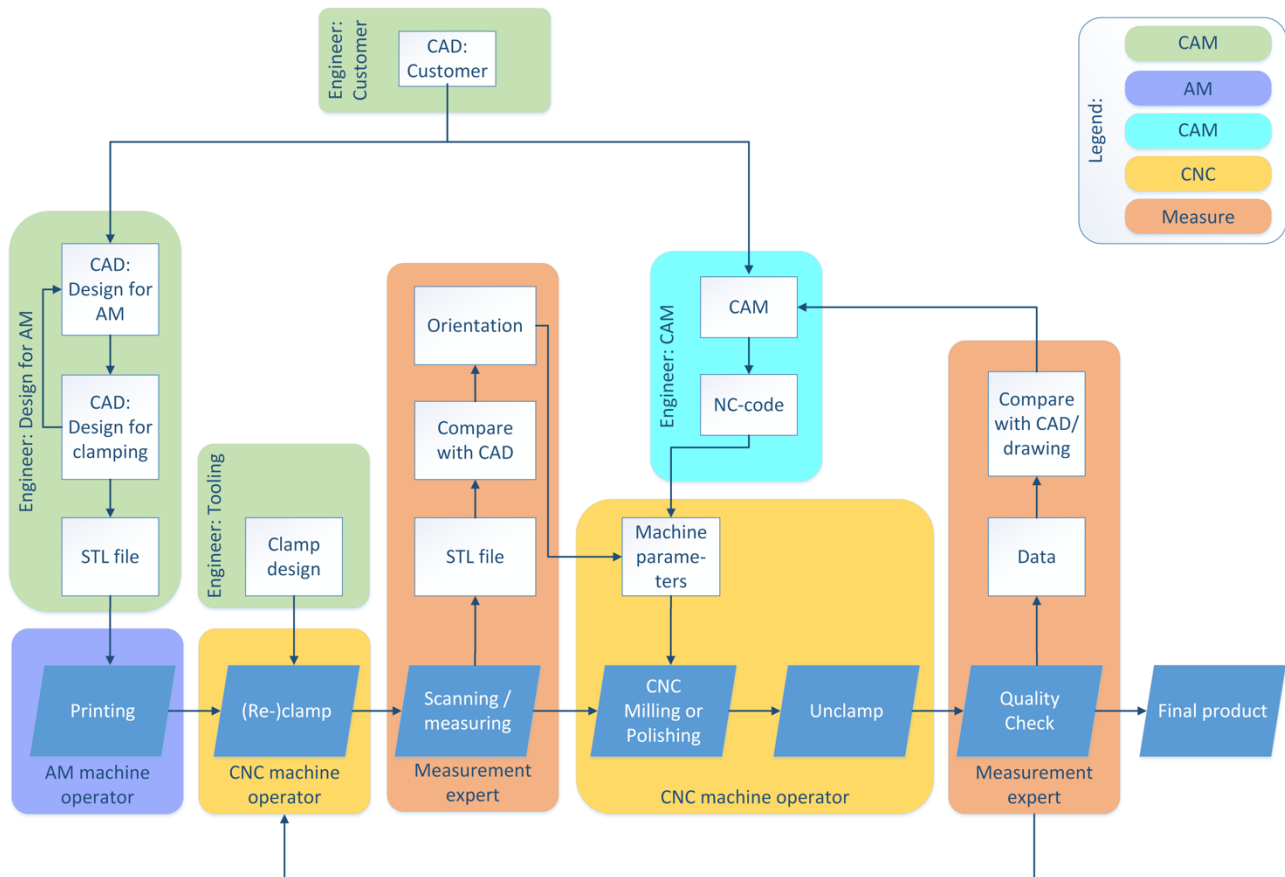 Engineer:
Customer
CAD:
Customer
Legend:
CAM
AM
CAM
CNC
Measure
Engineer: Design for AM
CAD:
Design for
AM
CAD:
Design for
clamping
STL file
Engineer: Tooling
Clamp
design
Orientation
Compare
with CAD
STL file
Engineer: CAM
CAM
NC-code
Machine
parame-
ters
Compare
with CAD/
drawing
Data
Printing
AM machine
operator
(Re-)clamp
CNC machine
operator
Scanning /
measuring
Measurement
expert
CNC
Milling or
Polishing
Unclamp
CNC machine operator
Quality
Check
Measurement
expert
Final product